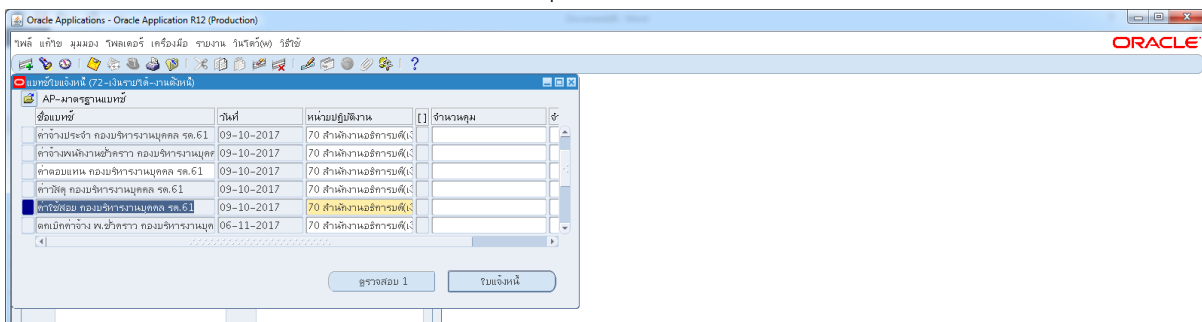 Oracle Applications - Oracle Application R12 (Production)
ไฟล์ แก้ไข มุมมอง โฟลเดอร์ เครื่องมือ รายงาน วินโดว์(w) วิธีใช้
ORACLE
แบทช์ใบแจ้งหนี้ (72-เงินรายได้-งานตั้งหนี้)
AP-มาตรฐานแบทช์
ชื่อแบทช์ วันที่ หน่วยปฏิบัติงาน [ ] จำนวนคุม
ค่าจ้างประจำ กองบริหารงานบุคคล รด.61 09-10-2017 70 สำนักงานอธิการบดี(เงิ
ค่าจ้างพนักงานชั่วคราว กองบริหารงานบุคค 09-10-2017 70 สำนักงานอธิการบดี(เงิ
ค่าตอบแทน กองบริหารงานบุคคล รด.61 09-10-2017 70 สำนักงานอธิการบดี(เงิ
ค่าวัสดุ กองบริหารงานบุคคล รด.61 09-10-2017 70 สำนักงานอธิการบดี(เงิ
ค่าใช้สอย กองบริหารงานบุคคล รด.61 09-10-2017 70 สำนักงานอธิการบดี(เงิ
ตกเบิกค่าจ้าง พ.ชั่วคราว กองบริหารงานบุค 06-11-2017 70 สำนักงานอธิการบดี(เงิ
ตรวจสอบ 1 ใบแจ้งหนี้